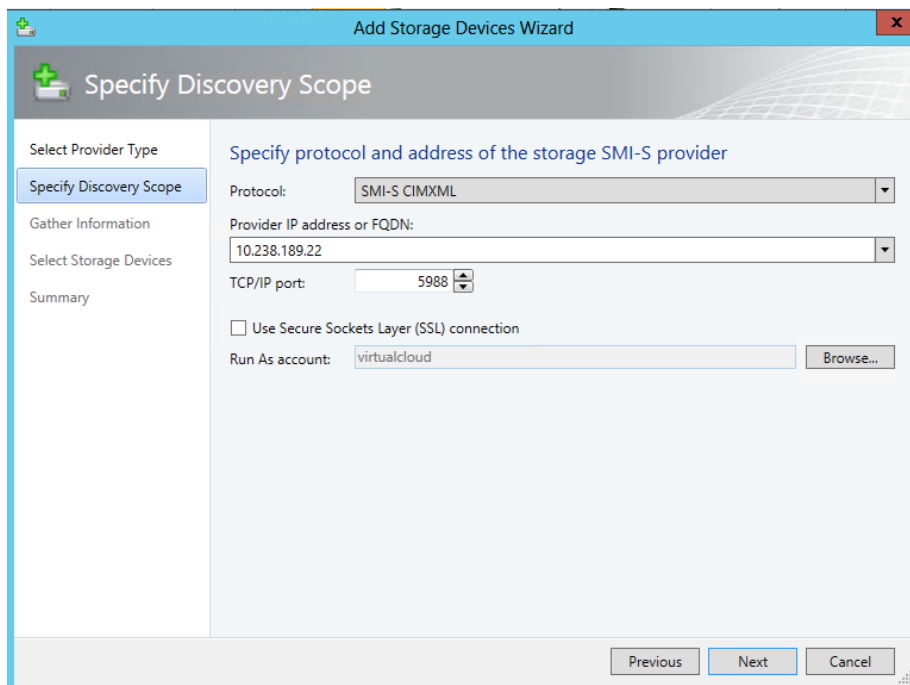 Add Storage Devices Wizard
x
Specify Discovery Scope
Select Provider Type
Specify Discovery Scope
Gather Information
Select Storage Devices
Summary
Specify protocol and address of the storage SMI-S provider
Protocol: SMI-S CIMXML
Provider IP address or FQDN:
10.238.189.22
TCP/IP port: 5988
Use Secure Sockets Layer (SSL) connection
Run As account: virtualcloud Browse...
Previous Next Cancel